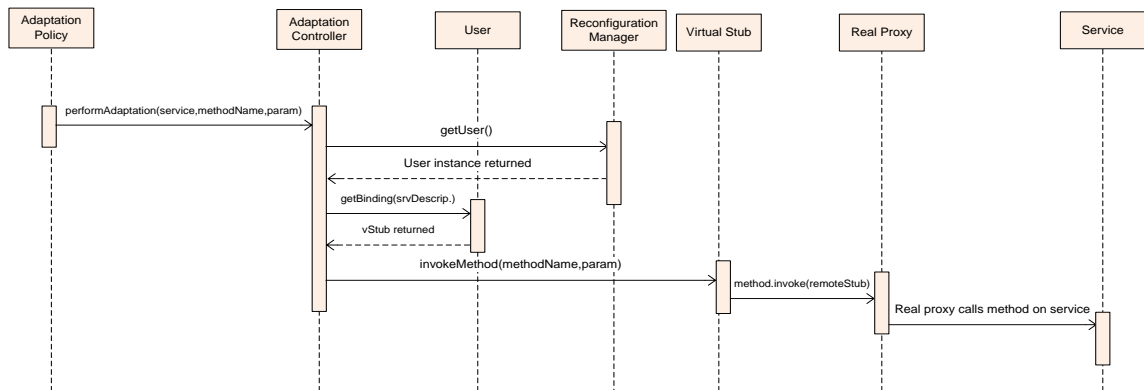 Adaptation
Policy
Adaptation
Controller
User
Reconfiguration
Manager
Virtual Stub
Real Proxy
Service
performAdaptation(service,methodName,param)
getUser()
User instance returned
getBinding(srvDescrip.)
vStub returned
invokeMethod(methodName,param)
method.invoke(remoteStub)
Real proxy calls method on service